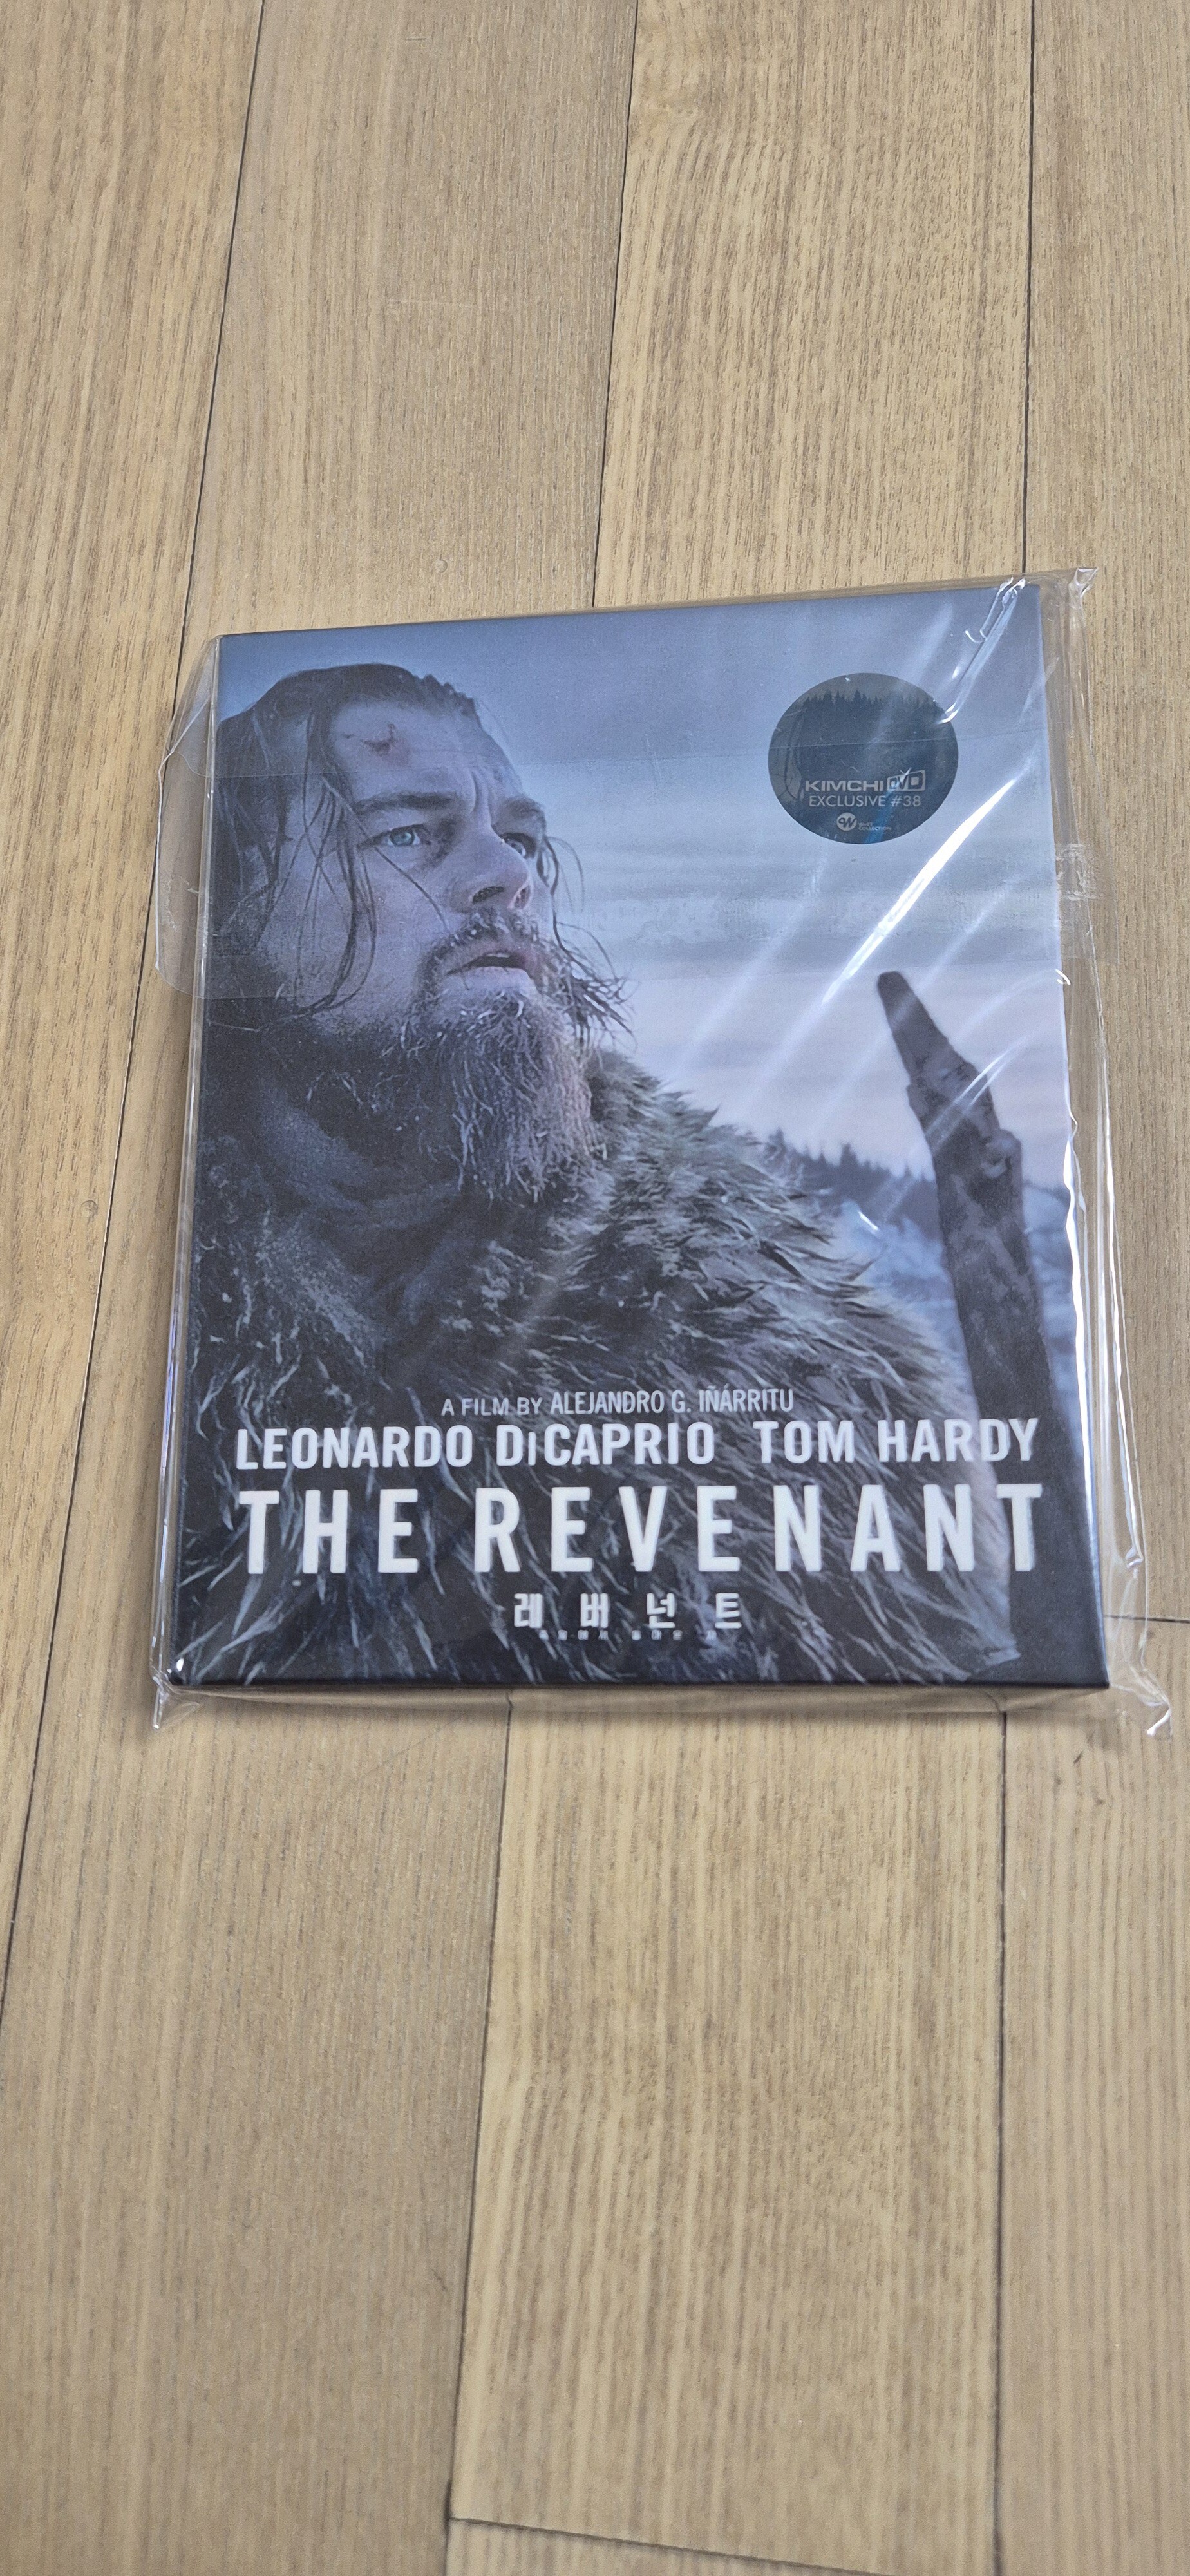 KIMCHI DVD
EXCLUSIVE #38
A FILM BY ALEJANDRO G. IÑÁRRITU
LEONARDO DiCAPRIO TOM HARDY
THE REVENANT
레버넌트